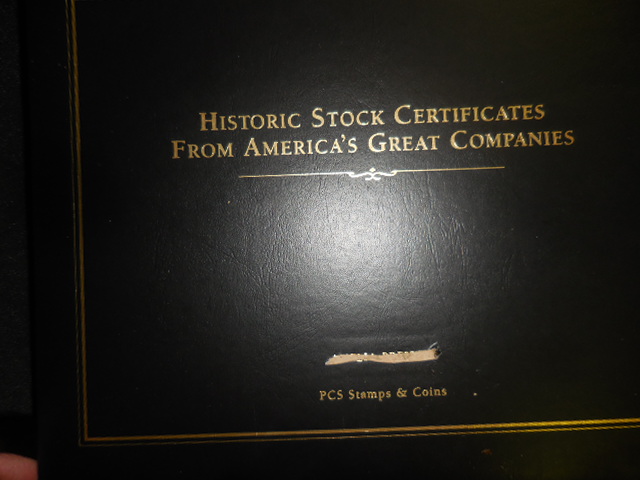 HISTORIC STOCK CERTIFICATES
FROM AMERICA'S GREAT COMPANIES
PCS Stamps & Coins